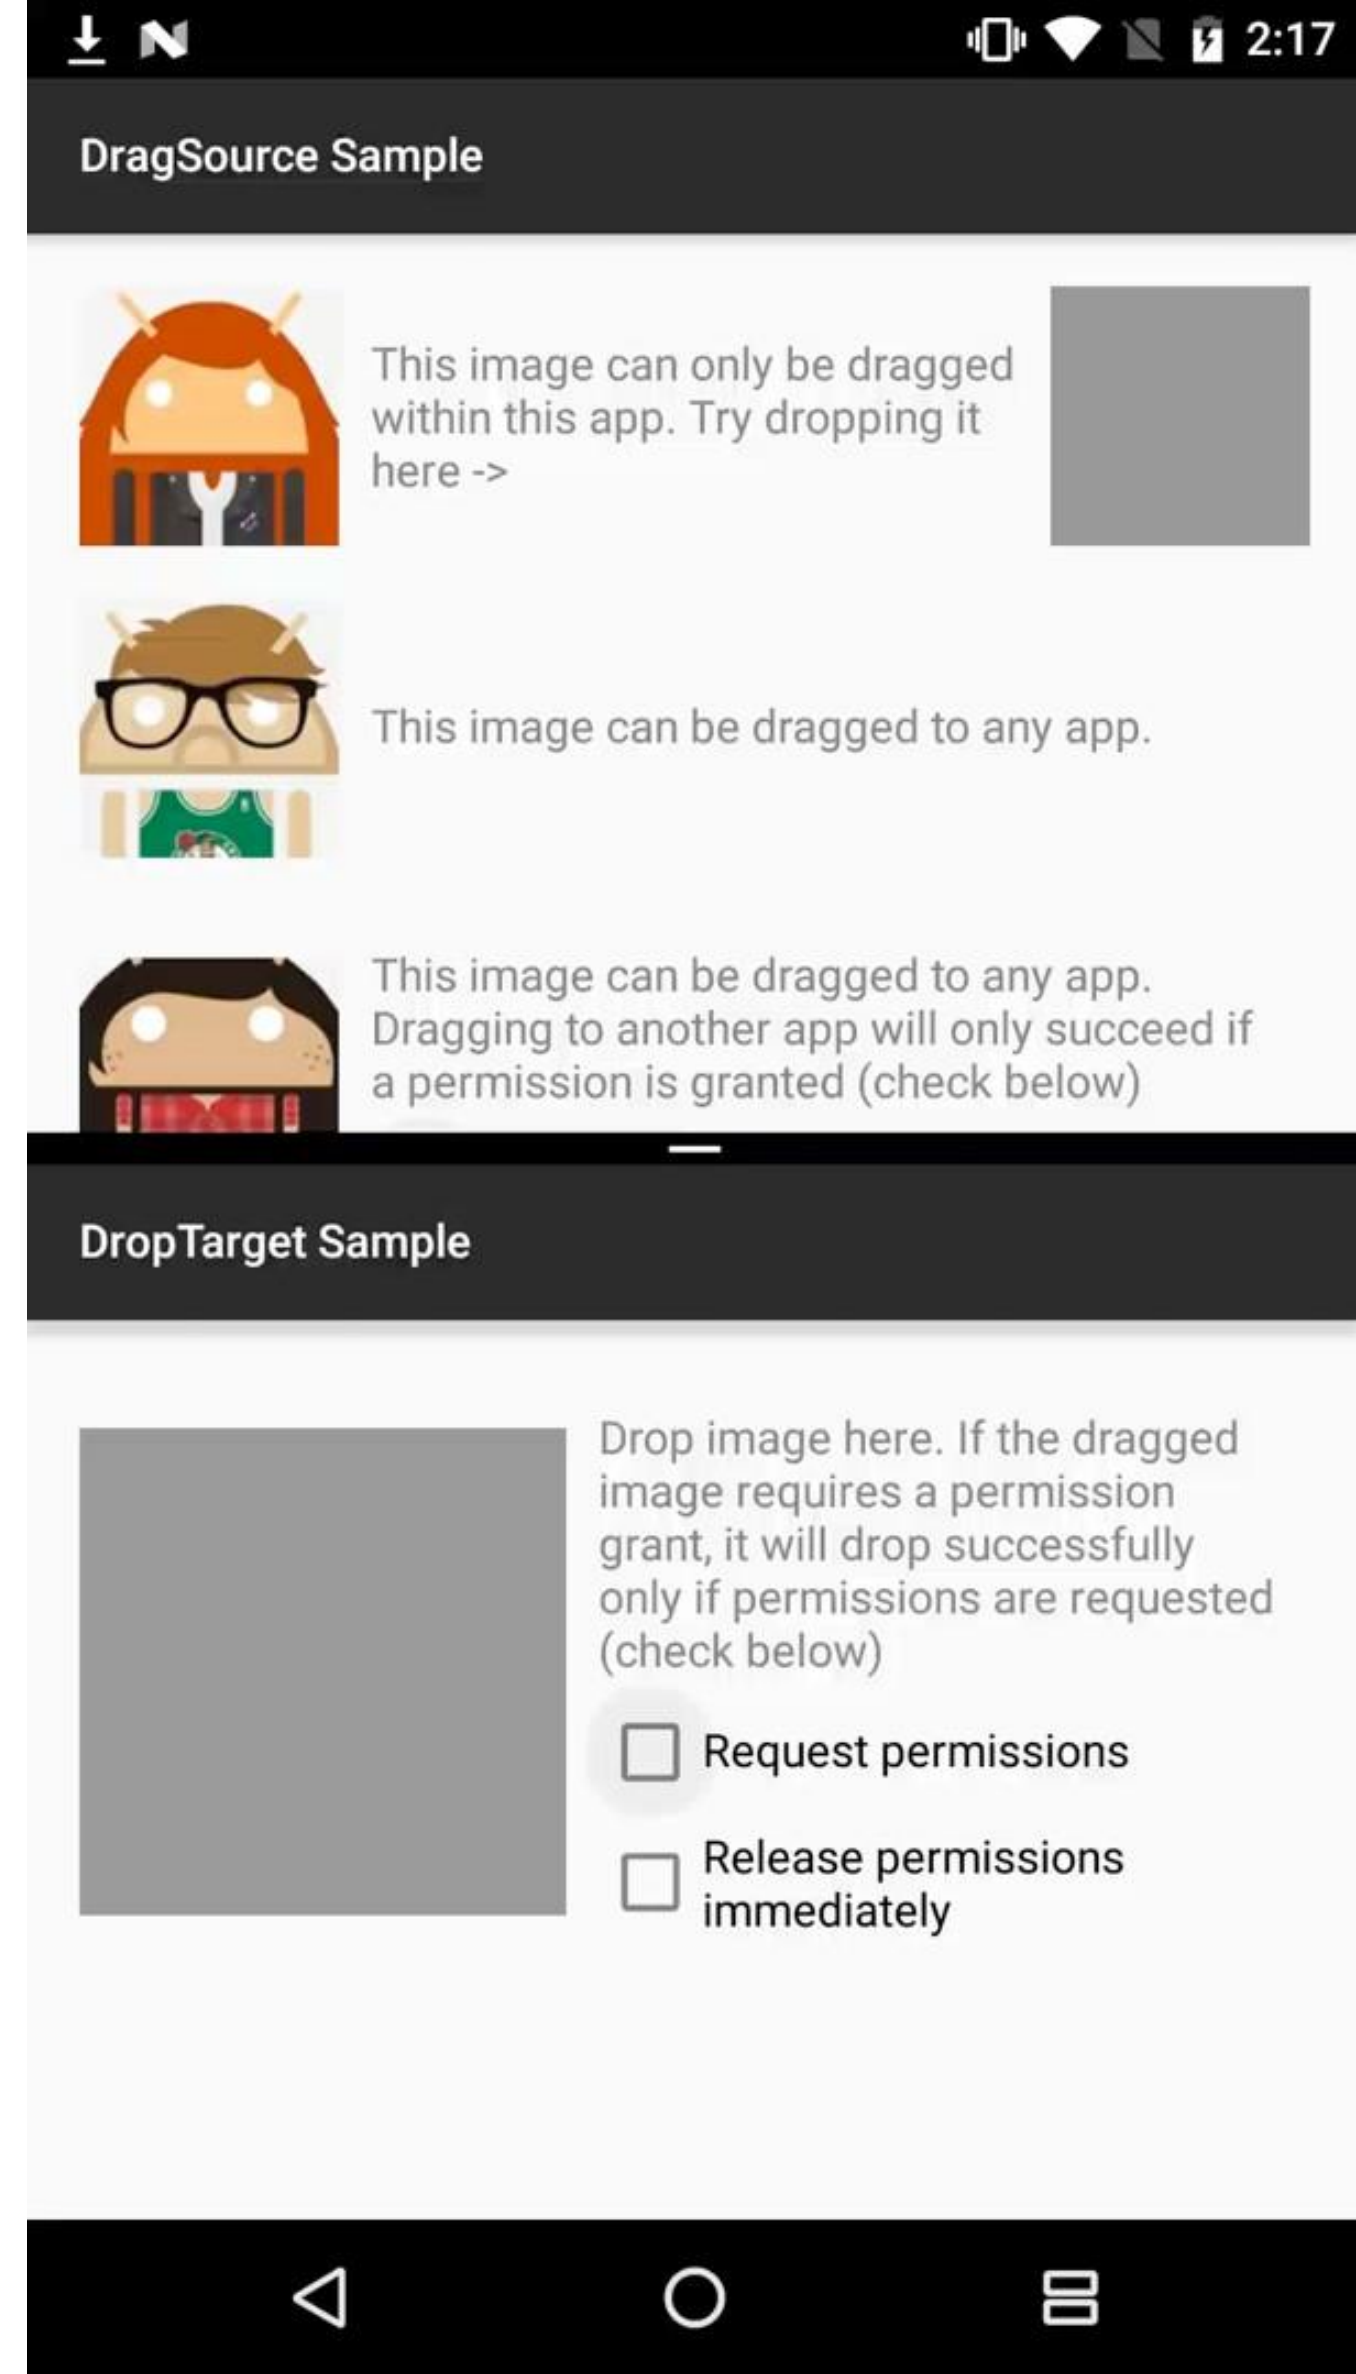 2:17
DragSource Sample
This image can only be dragged
within this app. Try dropping it
here ->
This image can be dragged to any app.
This image can be dragged to any app.
Dragging to another app will only succeed if
a permission is granted (check below)
DropTarget Sample
Drop image here. If the dragged
image requires a permission
grant, it will drop successfully
only if permissions are requested
(check below)
Request permissions
Release permissions
immediately